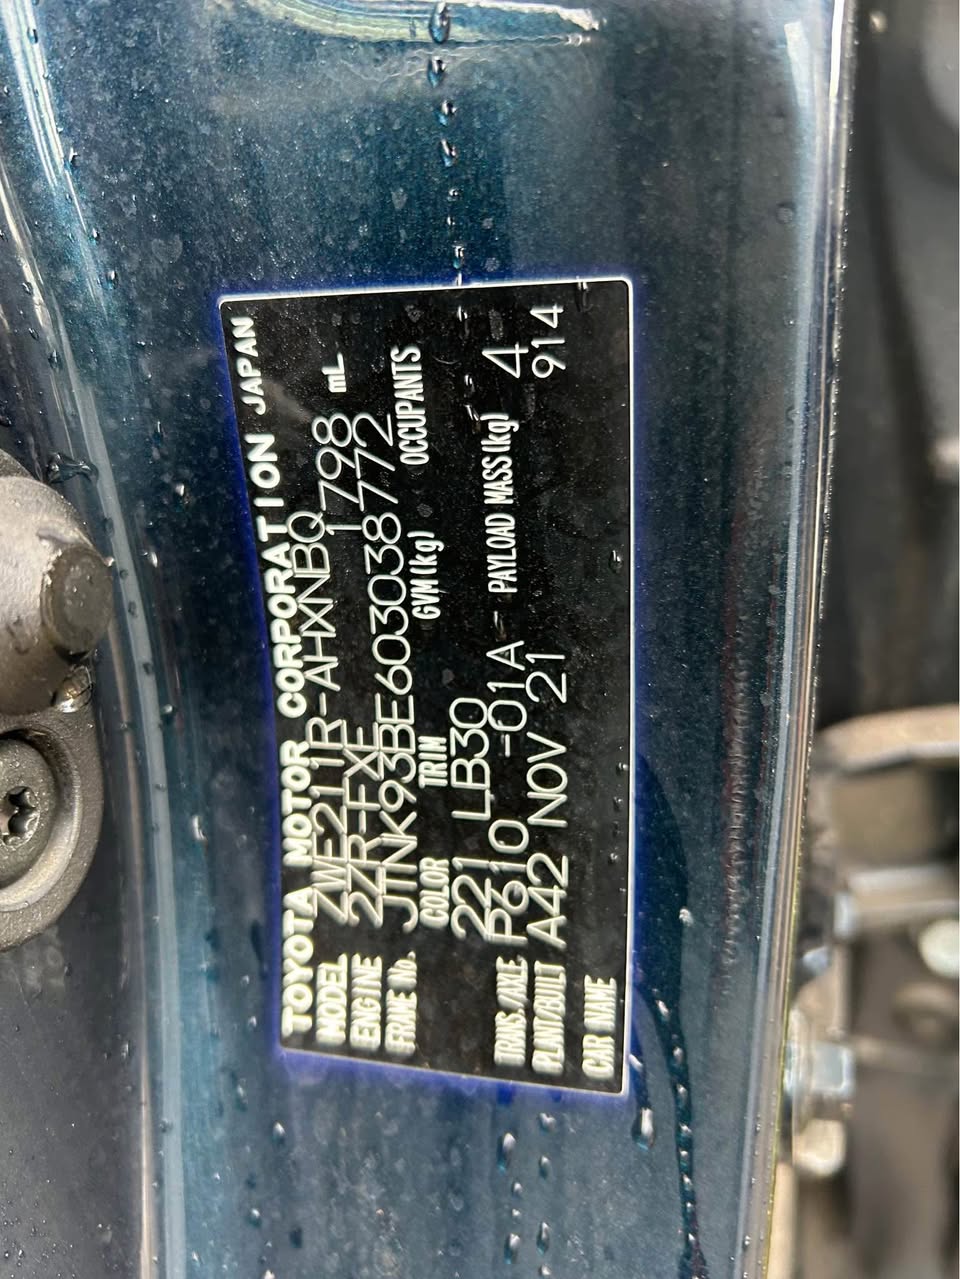 TOYOTA MOTOR CORPORATION JAPAN
MODEL ZWE211R-AHXNBQ
ENGINE 2ZR-FXE 1798 mL
FRAME No. JTNK93BE603038772
COLOR TRIM GVM(kg) OCCUPANTS
221 LB30
TRANS./AXLE P610 -01A - PAYLOAD MASS(kg) 4
PLANT/BUILT A42 NOV 21 914
CAR NAME